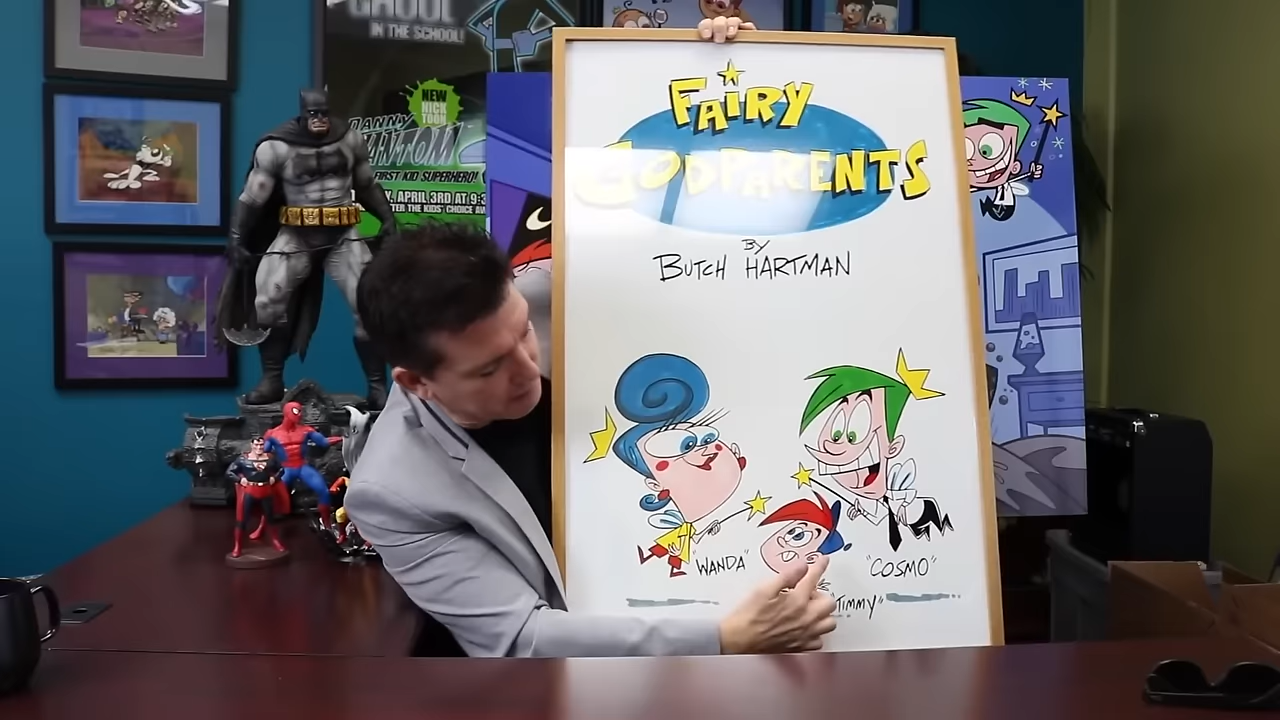 GHOUL
IN THE SCHOOL!
NEW
NICK
TOON
DANNY
PHANTOM
FIRST KID SUPERHERO!
APRIL 3RD AT 9:3
THE KIDS' CHOICE AW
FAIRY
GODPARENTS
BY
BUTCH HARTMAN
"WANDA"
"COSMO"
"TIMMY"